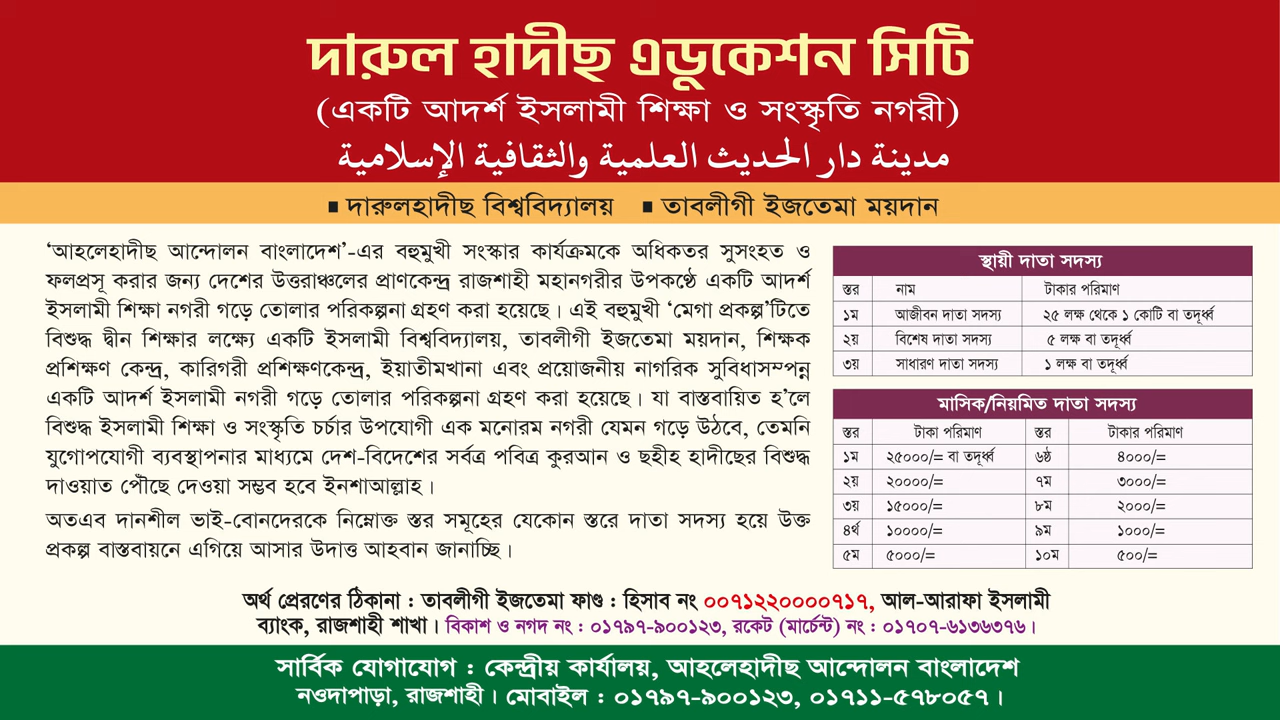 দারুল হাদীছ এডুকেশন সিটি
(একটি আদর্শ ইসলামী শিক্ষা ও সংস্কৃতি নগরী)
مدينة دار الحديث العلمية والثقافية الإسلامية
▪ দারুলহাদীছ বিশ্ববিদ্যালয় ▪ তাবলীগী ইজতেমা ময়দান
‘আহলেহাদীছ আন্দোলন বাংলাদেশ’-এর বহুমুখী সংস্কার কার্যক্রমকে অধিকতর সুসংহত ও
ফলপ্রসূ করার জন্য দেশের উত্তরাঞ্চলের প্রাণকেন্দ্র রাজশাহী মহানগরীর উপকণ্ঠে একটি আদর্শ
ইসলামী শিক্ষা নগরী গড়ে তোলার পরিকল্পনা গ্রহণ করা হয়েছে। এই বহুমুখী ‘মেগা প্রকল্প’টিতে
বিশুদ্ধ দ্বীন শিক্ষার লক্ষ্যে একটি ইসলামী বিশ্ববিদ্যালয়, তাবলীগী ইজতেমা ময়দান, শিক্ষক
প্রশিক্ষণ কেন্দ্র, কারিগরী প্রশিক্ষণকেন্দ্র, ইয়াতীমখানা এবং প্রয়োজনীয় নাগরিক সুবিধাসম্পন্ন
একটি আদর্শ ইসলামী নগরী গড়ে তোলার পরিকল্পনা গ্রহণ করা হয়েছে। যা বাস্তবায়িত হ’লে
বিশুদ্ধ ইসলামী শিক্ষা ও সংস্কৃতি চর্চার উপযোগী এক মনোরম নগরী যেমন গড়ে উঠবে, তেমনি
যুগোপযোগী ব্যবস্থাপনার মাধ্যমে দেশ-বিদেশের সর্বত্র পবিত্র কুরআন ও ছহীহ হাদীছের বিশুদ্ধ
দাওয়াত পৌঁছে দেওয়া সম্ভব হবে ইনশাআল্লাহ।
অতএব দানশীল ভাই-বোনদেরকে নিম্নোক্ত স্তর সমূহের যেকোন স্তরে দাতা সদস্য হয়ে উক্ত
প্রকল্প বাস্তবায়নে এগিয়ে আসার উদাত্ত আহবান জানাচ্ছি।
স্থায়ী দাতা সদস্য
স্তর নাম টাকার পরিমাণ
১ম আজীবন দাতা সদস্য ২৫ লক্ষ থেকে ১ কোটি বা তদূর্ধ্ব
২য় বিশেষ দাতা সদস্য ৫ লক্ষ বা তদূর্ধ্ব
৩য় সাধারণ দাতা সদস্য ১ লক্ষ বা তদূর্ধ্ব
মাসিক/নিয়মিত দাতা সদস্য
স্তর টাকা পরিমাণ স্তর টাকার পরিমাণ
১ম ২৫০০০/= বা তদূর্ধ্ব ৬ষ্ঠ ৪০০০/=
২য় ২০০০০/= ৭ম ৩০০০/=
৩য় ১৫০০০/= ৮ম ২০০০/=
৪র্থ ১০০০০/= ৯ম ১০০০/=
৫ম ৫০০০/= ১০ম ৫০০/=
অর্থ প্রেরণের ঠিকানা : তাবলীগী ইজতেমা ফাণ্ড : হিসাব নং ০০৭১২২০০০০৭১৭, আল-আরাফা ইসলামী
ব্যাংক, রাজশাহী শাখা। বিকাশ ও নগদ নং : ০১৭৯৭-৯০০১২৩, রকেট (মার্চেন্ট) নং : ০১৭০৭-৬১৩৬৩৭৬।
সার্বিক যোগাযোগ : কেন্দ্রীয় কার্যালয়, আহলেহাদীছ আন্দোলন বাংলাদেশ
নওদাপাড়া, রাজশাহী। মোবাইল : ০১৭৯৭-৯০০১২৩, ০১৭১১-৫৭৮০৫৭।